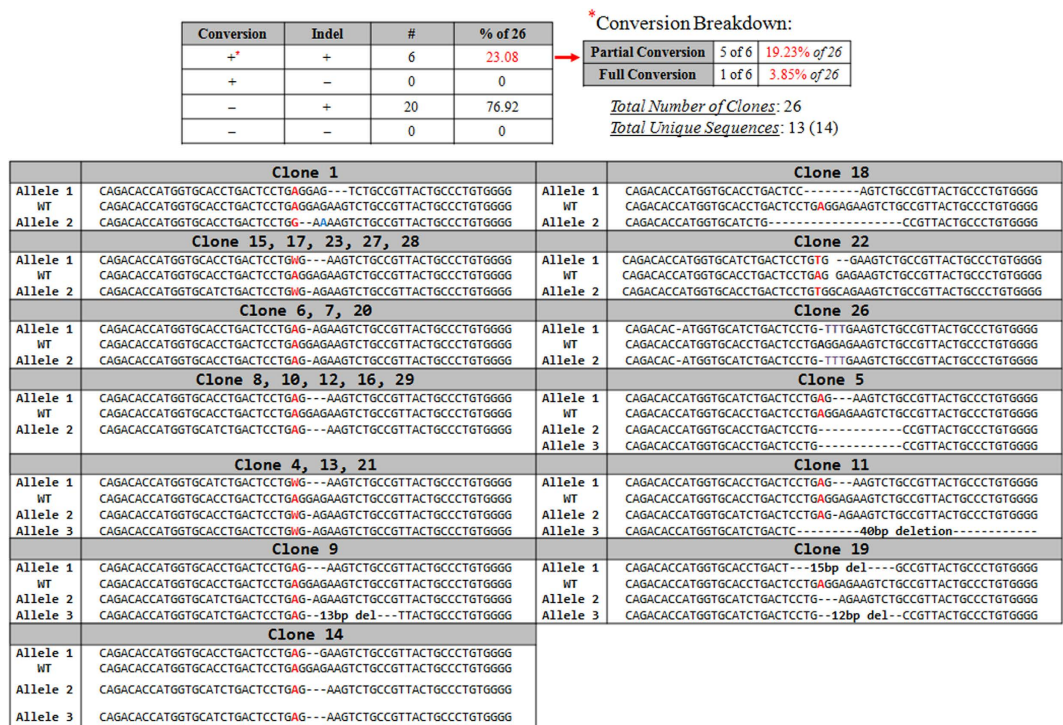 Conversion Indel # % of 26
+* + 6 23.08
+ – 0 0
– + 20 76.92
– – 0 0
*Conversion Breakdown:
Partial Conversion 5 of 6 19.23% of 26
Full Conversion 1 of 6 3.85% of 26
Total Number of Clones: 26
Total Unique Sequences: 13 (14)
Clone 1
Allele 1 CAGACACCATGGTGCACCTGACTCCTGAGGAG---TCTGCCGTTACTGCCCTGTGGGG
WT CAGACACCATGGTGCACCTGACTCCTGAGGAGAAGTCTGCCGTTACTGCCCTGTGGGG
Allele 2 CAGACACCATGGTGCACCTGACTCCTGG--AAAAGTCTGCCGTTACTGCCCTGTGGGG
Clone 15, 17, 23, 27, 28
Allele 1 CAGACACCATGGTGCATCTGACTCCTGWG---AAGTCTGCCGTTACTGCCCTGTGGGG
WT CAGACACCATGGTGCACCTGACTCCTGAGGAGAAGTCTGCCGTTACTGCCCTGTGGGG
Allele 2 CAGACACCATGGTGCATCTGACTCCTGWG-AGAAGTCTGCCGTTACTGCCCTGTGGGG
Clone 6, 7, 20
Allele 1 CAGACACCATGGTGCACCTGACTCCTGAG-AGAAGTCTGCCGTTACTGCCCTGTGGGG
WT CAGACACCATGGTGCACCTGACTCCTGAGGAGAAGTCTGCCGTTACTGCCCTGTGGGG
Allele 2 CAGACACCATGGTGCATCTGACTCCTGAG-AGAAGTCTGCCGTTACTGCCCTGTGGGG
Clone 8, 10, 12, 16, 29
Allele 1 CAGACACCATGGTGCACCTGACTCCTGAG---AAGTCTGCCGTTACTGCCCTGTGGGG
WT CAGACACCATGGTGCACCTGACTCCTGAGGAGAAGTCTGCCGTTACTGCCCTGTGGGG
Allele 2 CAGACACCATGGTGCATCTGACTCCTGAG---AAGTCTGCCGTTACTGCCCTGTGGGG
Clone 4, 13, 21
Allele 1 CAGACACCATGGTGCATCTGACTCCTGWG---AAGTCTGCCGTTACTGCCCTGTGGGG
WT CAGACACCATGGTGCACCTGACTCCTGAGGAGAAGTCTGCCGTTACTGCCCTGTGGGG
Allele 2 CAGACACCATGGTGCATCTGACTCCTGWG-AGAAGTCTGCCGTTACTGCCCTGTGGGG
Allele 3 CAGACACCATGGTGCACCTGACTCCTGWG-AGAAGTCTGCCGTTACTGCCCTGTGGGG
Clone 9
Allele 1 CAGACACCATGGTGCATCTGACTCCTGAG---AAGTCTGCCGTTACTGCCCTGTGGGG
WT CAGACACCATGGTGCACCTGACTCCTGAGGAGAAGTCTGCCGTTACTGCCCTGTGGGG
Allele 2 CAGACACCATGGTGCATCTGACTCCTGAG-AGAAGTCTGCCGTTACTGCCCTGTGGGG
Allele 3 CAGACACCATGGTGCATCTGACTCCTGAG--13bp del---TTACTGCCCTGTGGGG
Clone 14
Allele 1 CAGACACCATGGTGCACCTGACTCCTGAG--GAAGTCTGCCGTTACTGCCCTGTGGGG
WT CAGACACCATGGTGCACCTGACTCCTGAGGAGAAGTCTGCCGTTACTGCCCTGTGGGG
Allele 2 CAGACACCATGGTGCATCTGACTCCTGAG---AAGTCTGCCGTTACTGCCCTGTGGGG
Allele 3 CAGACACCATGGTGCACCTGACTCCTGAG---AAGTCTGCCGTTACTGCCCTGTGGGG
Clone 18
Allele 1 CAGACACCATGGTGCACCTGACTCC--------AGTCTGCCGTTACTGCCCTGTGGGG
WT CAGACACCATGGTGCACCTGACTCCTGAGGAGAAGTCTGCCGTTACTGCCCTGTGGGG
Allele 2 CAGACACCATGGTGCATCTG-------------------CCGTTACTGCCCTGTGGGG
Clone 22
Allele 1 CAGACACCATGGTGCATCTGACTCCTGTG --GAAGTCTGCCGTTACTGCCCTGTGGGG
WT CAGACACCATGGTGCACCTGACTCCTGAG GAGAAGTCTGCCGTTACTGCCCTGTGGGG
Allele 2 CAGACACCATGGTGCACCTGACTCCTGTGGCAGAAGTCTGCCGTTACTGCCCTGTGGGG
Clone 26
Allele 1 CAGACAC-ATGGTGCATCTGACTCCTG-TTTGAAGTCTGCCGTTACTGCCCTGTGGGG
WT CAGACACCATGGTGCACCTGACTCCTGAGGAGAAGTCTGCCGTTACTGCCCTGTGGGG
Allele 2 CAGACAC-ATGGTGCATCTGACTCCTG-TTTGAAGTCTGCCGTTACTGCCCTGTGGGG
Clone 5
Allele 1 CAGACACCATGGTGCATCTGACTCCTGAG---AAGTCTGCCGTTACTGCCCTGTGGGG
WT CAGACACCATGGTGCACCTGACTCCTGAGGAGAAGTCTGCCGTTACTGCCCTGTGGGG
Allele 2 CAGACACCATGGTGCATCTGACTCCTG------------CCGTTACTGCCCTGTGGGG
Allele 3 CAGACACCATGGTGCACCTGACTCCTG------------CCGTTACTGCCCTGTGGGG
Clone 11
Allele 1 CAGACACCATGGTGCACCTGACTCCTGAG---AAGTCTGCCGTTACTGCCCTGTGGGG
WT CAGACACCATGGTGCACCTGACTCCTGAGGAGAAGTCTGCCGTTACTGCCCTGTGGGG
Allele 2 CAGACACCATGGTGCACCTGACTCCTGAG-AGAAGTCTGCCGTTACTGCCCTGTGGGG
Allele 3 CAGACACCATGGTGCATCTGACTC---------40bp deletion------------
Clone 19
Allele 1 CAGACACCATGGTGCACCTGACT---15bp del----GCCGTTACTGCCCTGTGGGG
WT CAGACACCATGGTGCACCTGACTCCTGAGGAGAAGTCTGCCGTTACTGCCCTGTGGGG
Allele 2 CAGACACCATGGTGCATCTGACTCCTG---AGAAGTCTGCCGTTACTGCCCTGTGGGG
Allele 3 CAGACACCATGGTGCATCTGACTCCTG--12bp del--CCGTTACTGCCCTGTGGGG